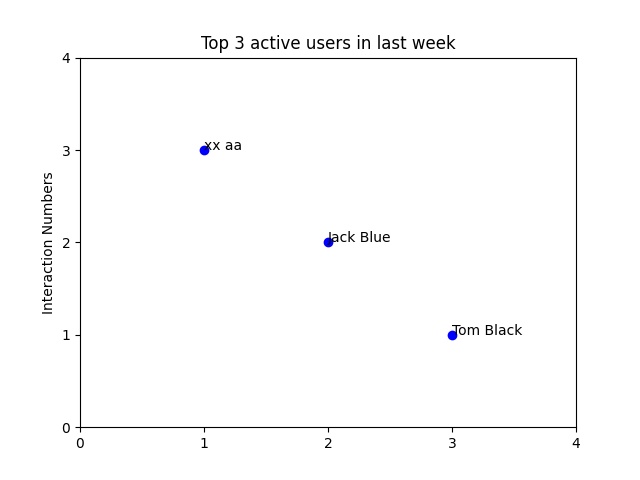 Top 3 active users in last week
4
3
2
1
0
Interaction Numbers
xx aa
Jack Blue
Tom Black
0 1 2 3 4